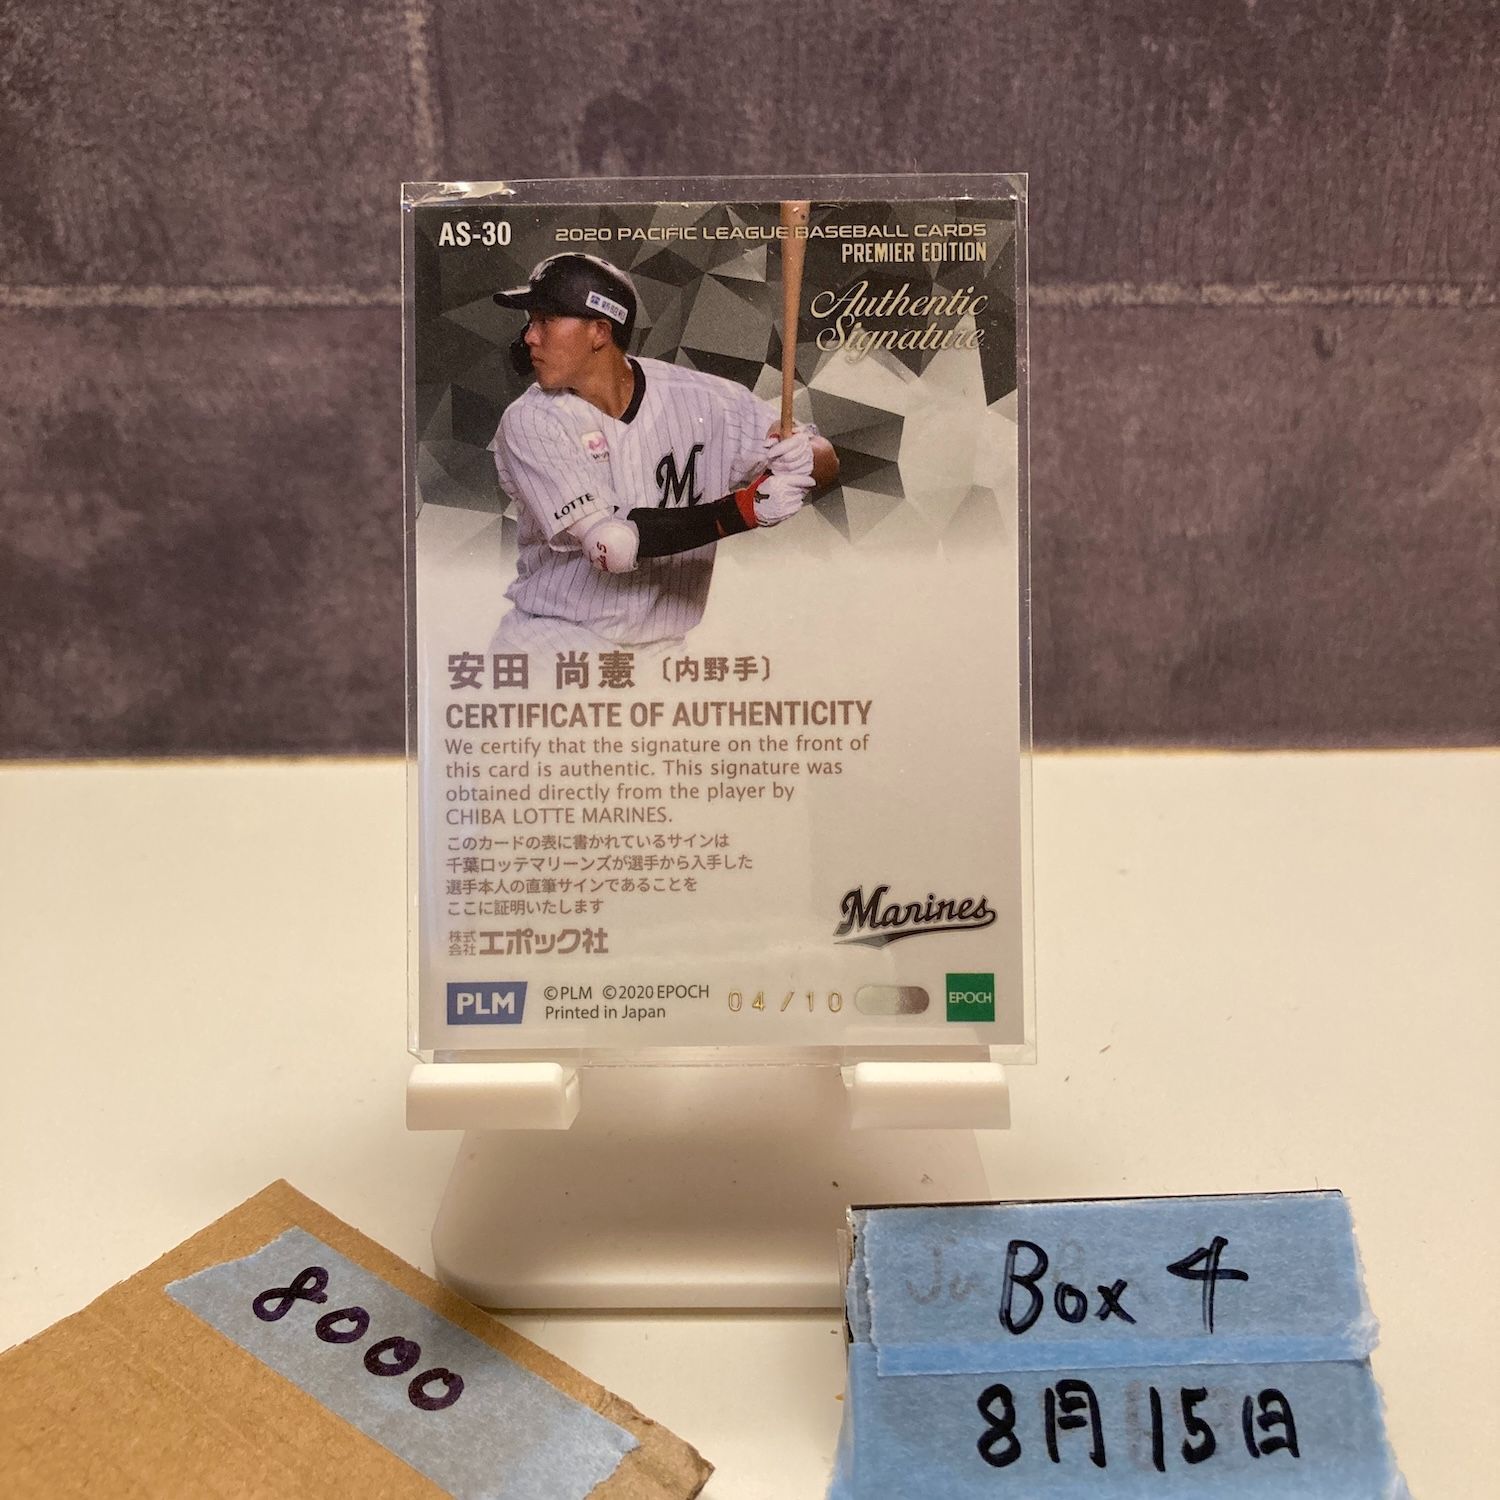 AS-30
2020 PACIFIC LEAGUE BASEBALL CARDS
PREMIER EDITION
Authentic
Signature
M
LOTTE
安田 尚憲〔内野手〕
CERTIFICATE OF AUTHENTICITY
We certify that the signature on the front of
this card is authentic. This signature was
obtained directly from the player by
CHIBA LOTTE MARINES.
このカードの表に書かれているサインは
千葉ロッテマリーンズが選手から入手した
選手本人の直筆サインであることを
ここに証明いたします
株式会社エポック社
Marines
PLM
©PLM ©2020 EPOCH
Printed in Japan
04/10
EPOCH
8000
Box 4
8月15日